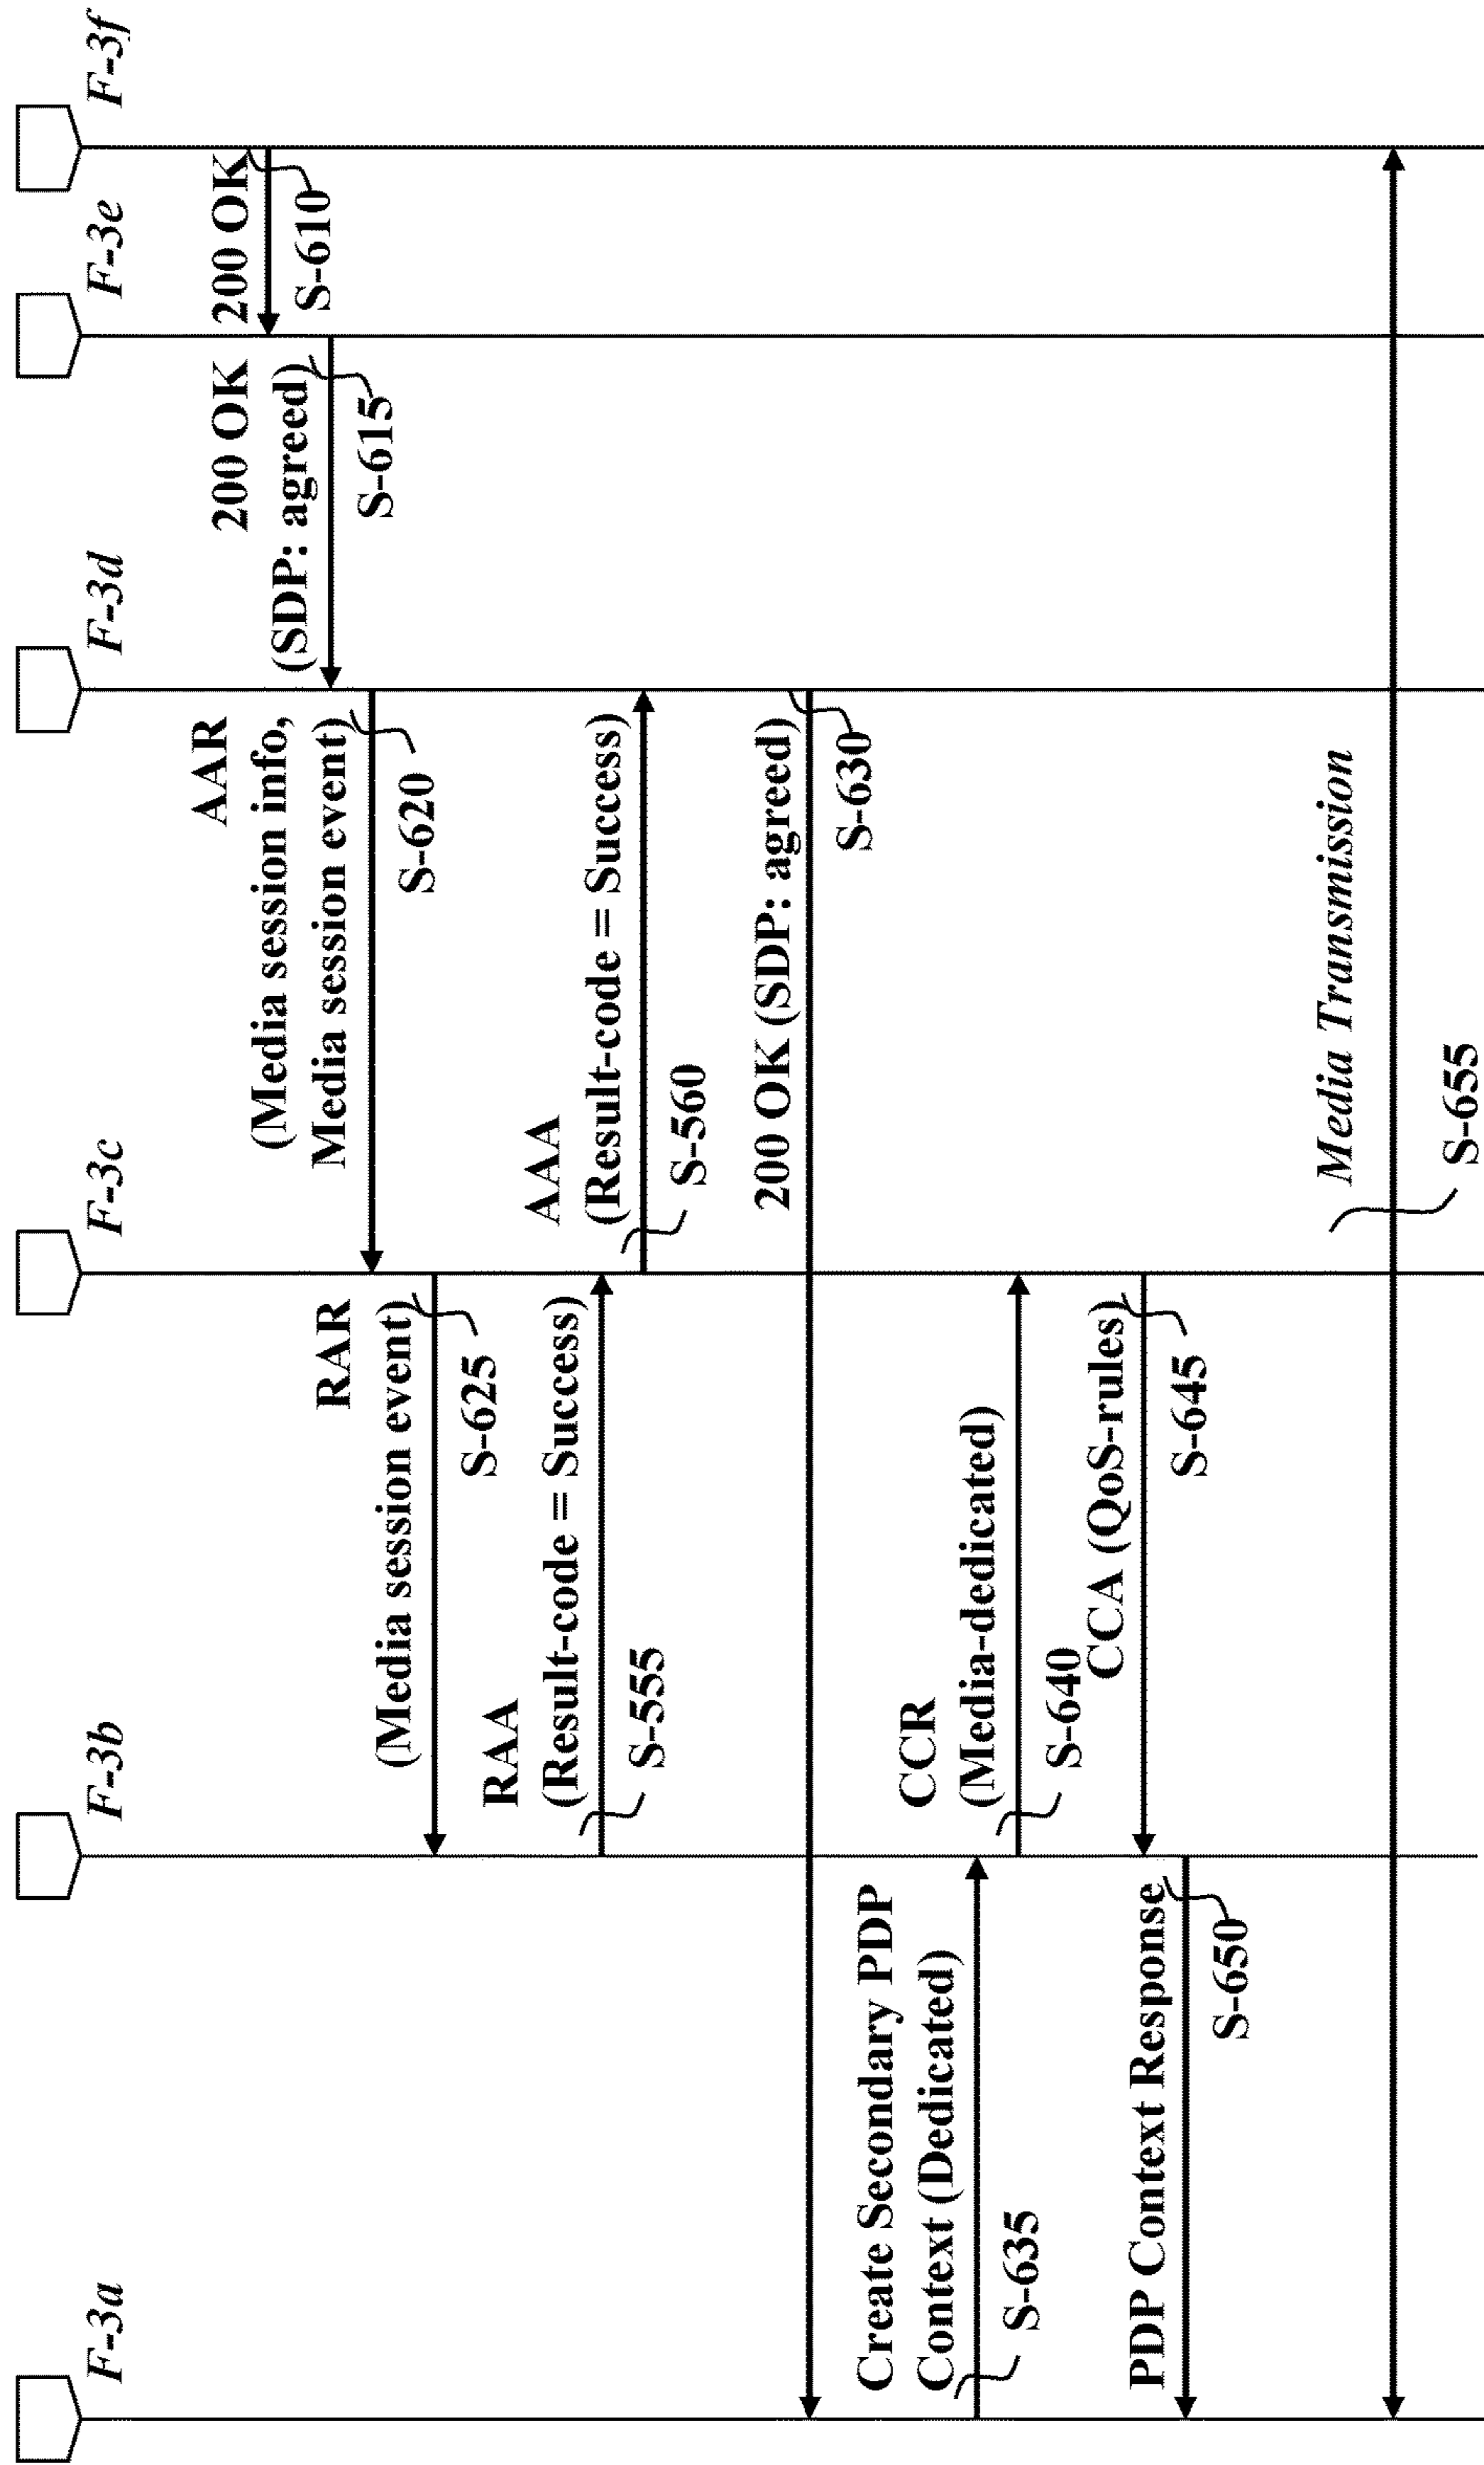 F-3a
F-3b
F-3c
F-3d
F-3e
F-3f
200 OK
S-610
200 OK
(SDP: agreed)
S-615
AAR
(Media session info,
Media session event)
S-620
RAR
(Media session event)
S-625
RAA
(Result-code = Success)
S-555
AAA
(Result-code = Success)
S-560
200 OK (SDP: agreed)
S-630
Create Secondary PDP
Context (Dedicated)
S-635
CCR
(Media-dedicated)
S-640
CCA (QoS-rules)
S-645
PDP Context Response
S-650
Media Transmission
S-655